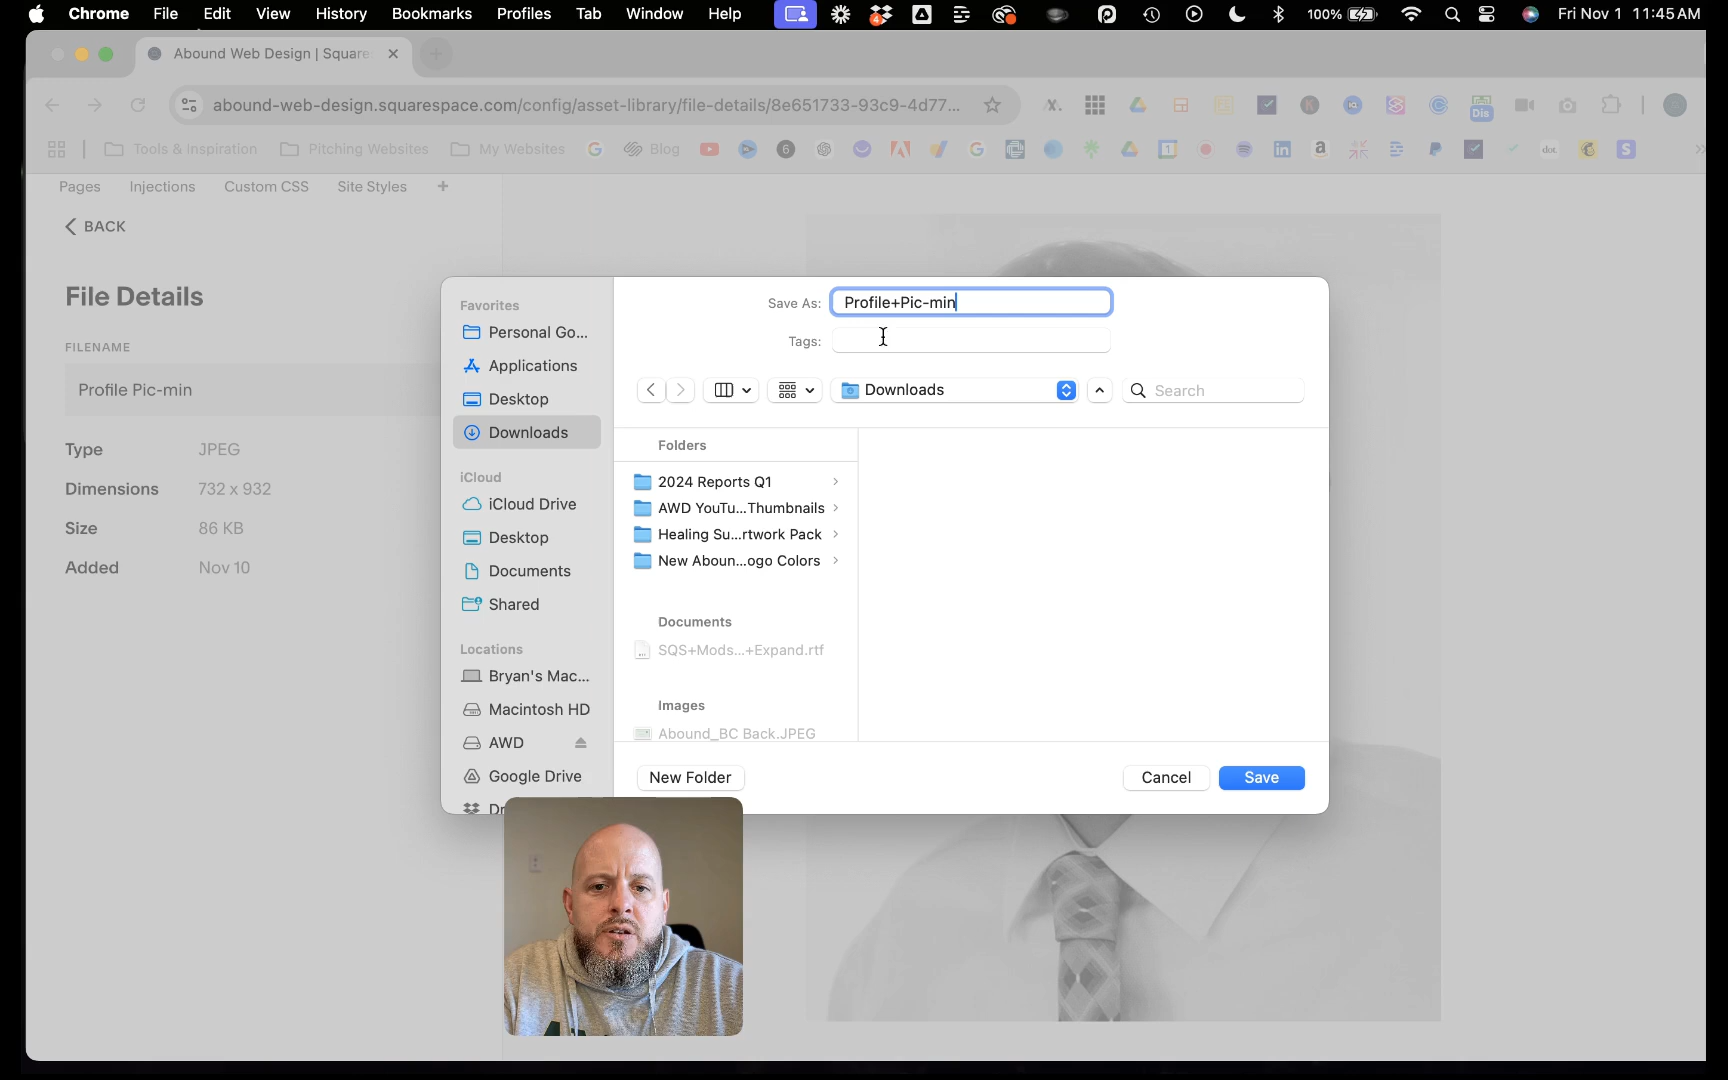 Chrome File Edit View History Bookmarks Profiles Tab Window Help 4 100% Fri Nov 1 11:45 AM
Abound Web Design | Square
abound-web-design.squarespace.com/config/asset-library/file-details/8e651733-93c9-4d77... Dis
Tools & Inspiration Pitching Websites My Websites Blog
Pages Injections Custom CSS Site Styles +
BACK
File Details
FILENAME
Profile Pic-min
Type JPEG
Dimensions 732 x 932
Size 86 KB
Added Nov 10
Favorites
Personal Go...
Applications
Desktop
Downloads
iCloud
iCloud Drive
Desktop
Documents
Shared
Locations
Bryan's Mac...
Macintosh HD
AWD
Google Drive
Dr
Save As: Profile+Pic-min
Tags:
Downloads
Search
Folders
2024 Reports Q1
AWD YouTu...Thumbnails
Healing Su...rtwork Pack
New Aboun...ogo Colors
Documents
SQS+Mods...+Expand.rtf
Images
Abound_BC Back.JPEG
New Folder
Cancel
Save